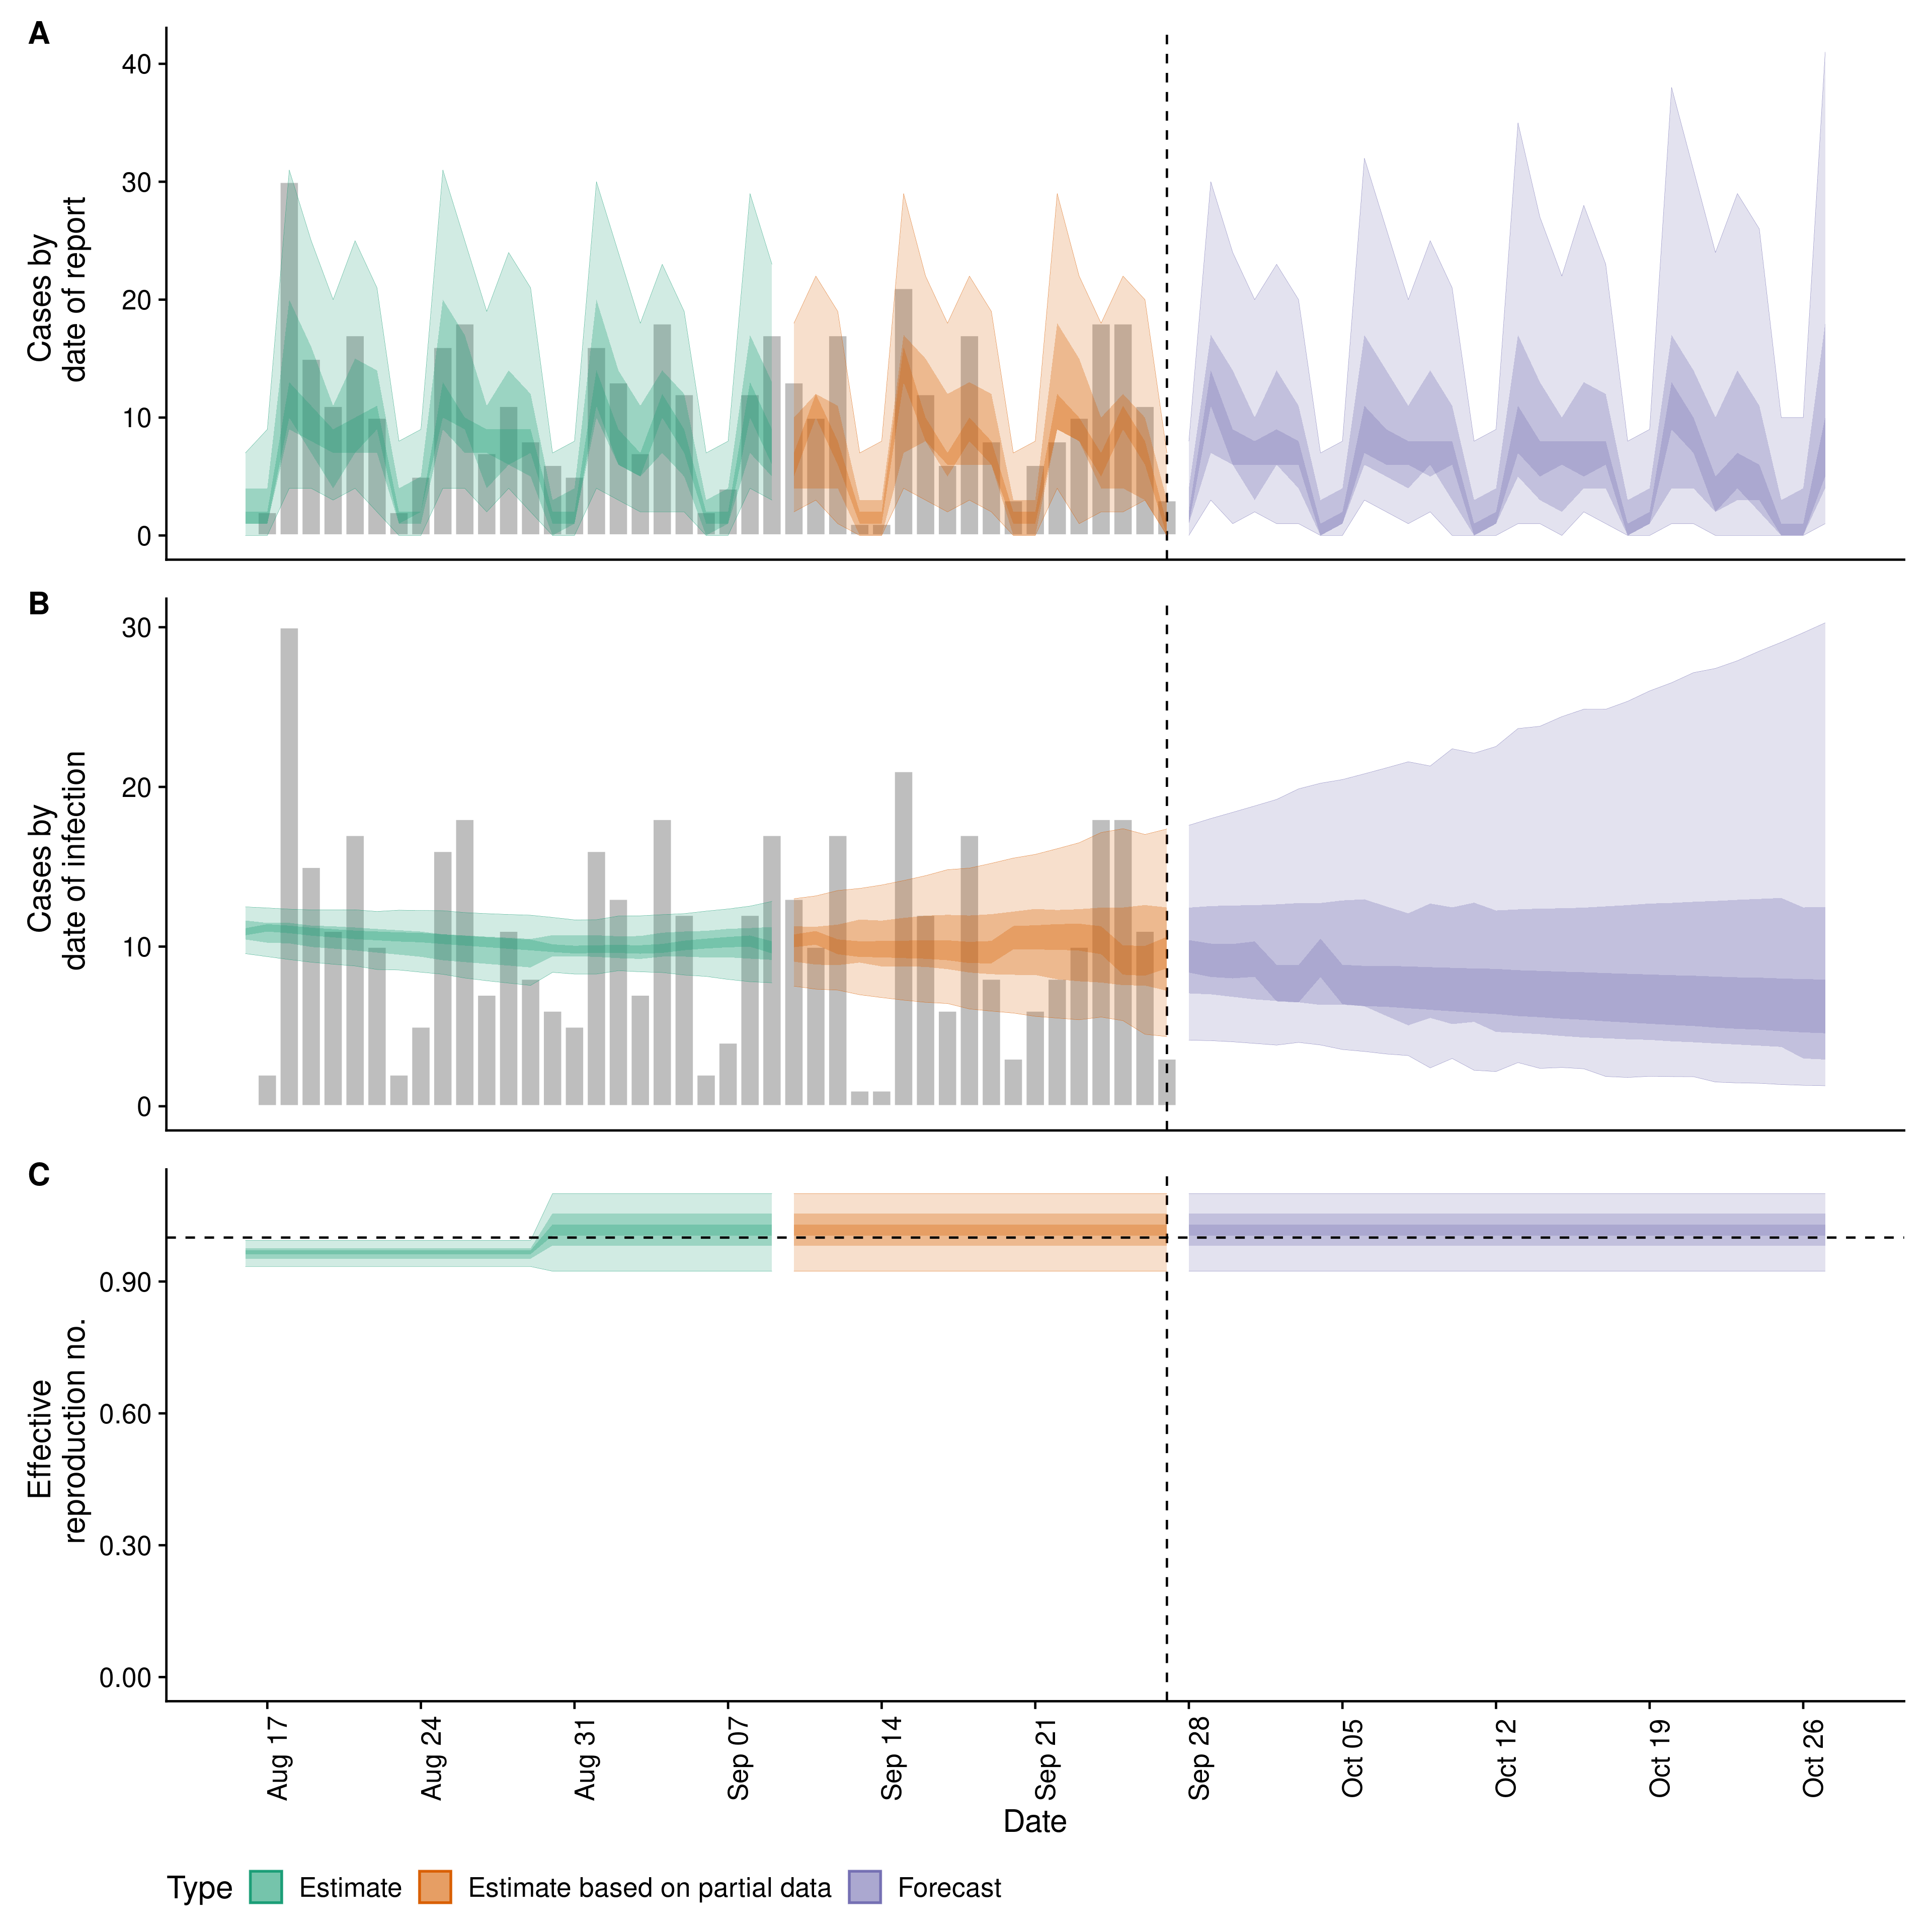 A
Cases by
date of report
40
30
20
10
0
B
Cases by
date of infection
30
20
10
0
C
Effective
reproduction no.
0.90
0.60
0.30
0.00
Aug 17
Aug 24
Aug 31
Sep 07
Sep 14
Sep 21
Sep 28
Oct 05
Oct 12
Oct 19
Oct 26
Date
Type Estimate Estimate based on partial data Forecast